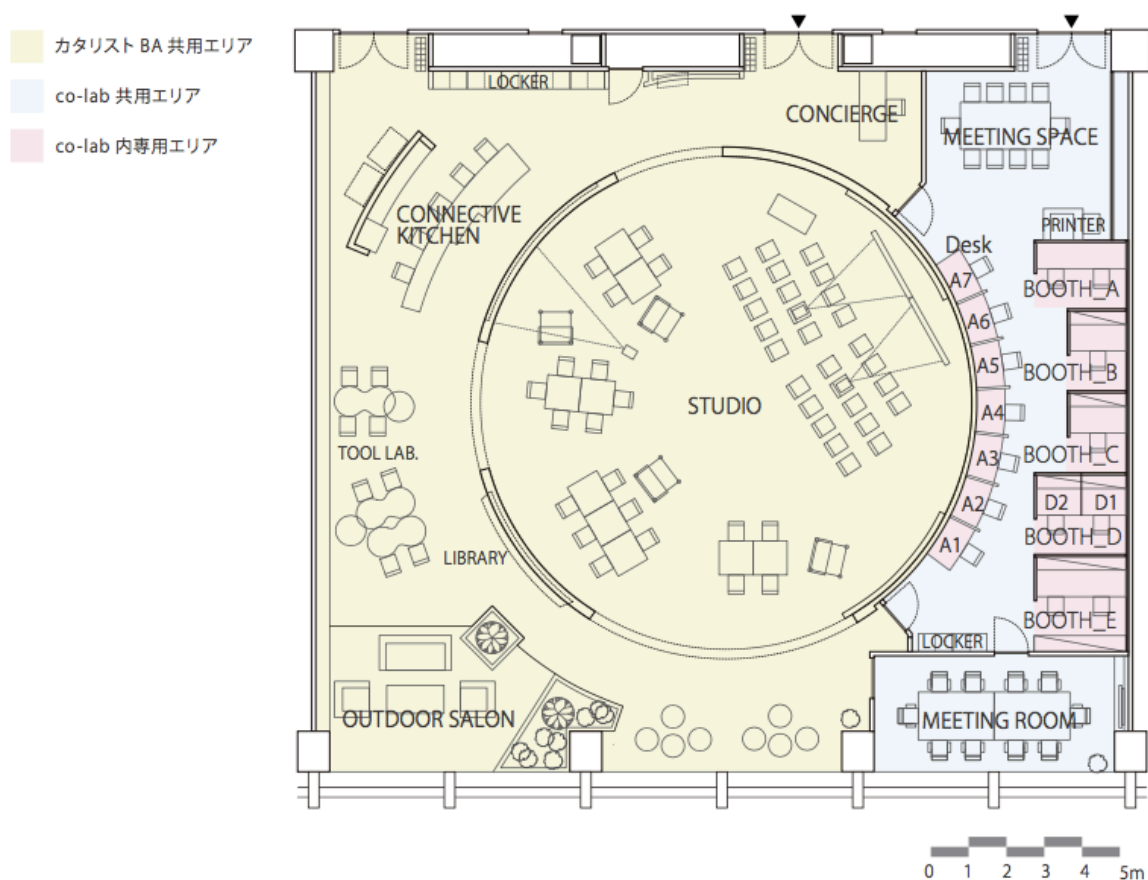 カタリスト BA 共用エリア
co-lab 共用エリア
co-lab 内専用エリア
LOCKER
CONCIERGE
MEETING SPACE
CONNECTIVE
KITCHEN
PRINTER
Desk
A7
BOOTH_A
A6
A5
BOOTH_B
STUDIO
A4
TOOL LAB.
A3
BOOTH_C
A2
D2
D1
BOOTH_D
A1
LIBRARY
BOOTH_E
LOCKER
OUTDOOR SALON
MEETING ROOM
0 1 2 3 4 5m